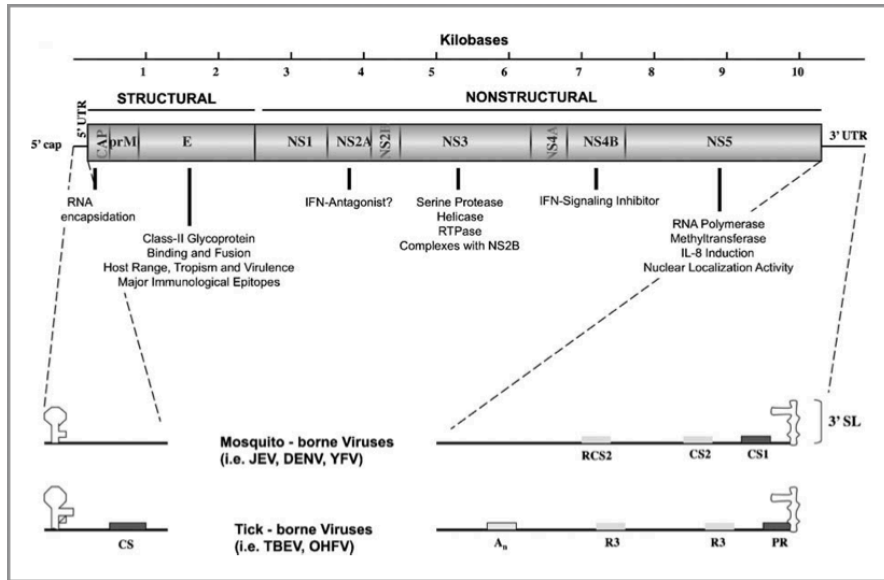 Kilobases
1 2 3 4 5 6 7 8 9 10
STRUCTURAL NONSTRUCTURAL
5' cap 5' UTR CAP prM E NS1 NS2A NS2B NS3 NS4A NS4B NS5 3' UTR
RNA
encapsidation
Class-II Glycoprotein
Binding and Fusion
Host Range, Tropism and Virulence
Major Immunological Epitopes
IFN-Antagonist?
Serine Protease
Helicase
RTPase
Complexes with NS2B
IFN-Signaling Inhibitor
RNA Polymerase
Methyltransferase
IL-8 Induction
Nuclear Localization Activity
3' SL
Mosquito - borne Viruses
(i.e. JEV, DENV, YFV)
RCS2 CS2 CS1
Tick - borne Viruses
(i.e. TBEV, OHFV)
CS Aₙ R3 R3 PR